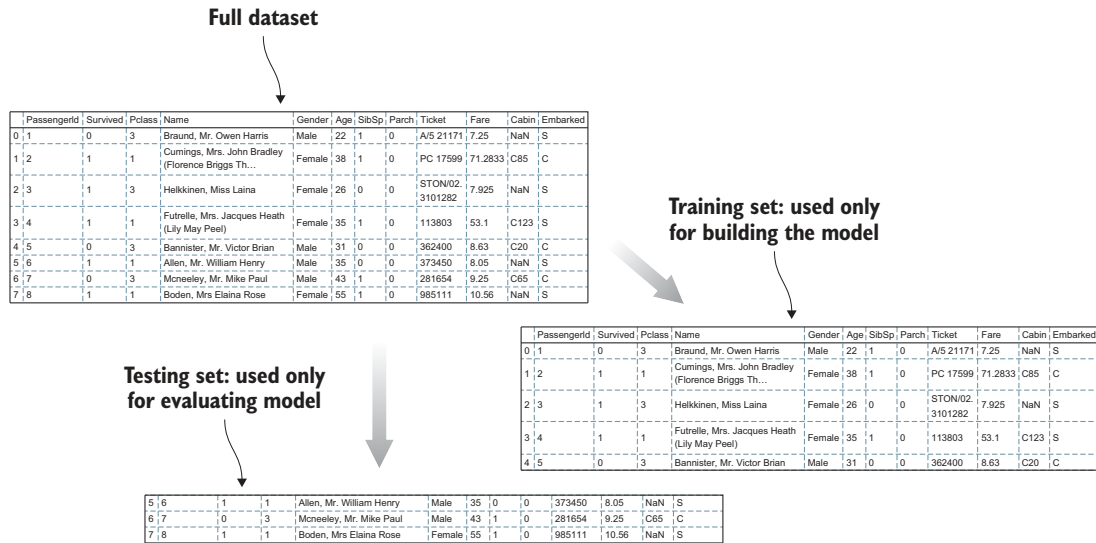 Full dataset
PassengerId Survived Pclass Name Gender Age SibSp Parch Ticket Fare Cabin Embarked
0 1 0 3 Braund, Mr. Owen Harris Male 22 1 0 A/5 21171 7.25 NaN S
1 2 1 1 Cumings, Mrs. John Bradley
(Florence Briggs Th... Female 38 1 0 PC 17599 71.2833 C85 C
2 3 1 3 Helkkinen, Miss Laina Female 26 0 0 STON/02.
3101282 7.925 NaN S
3 4 1 1 Futrelle, Mrs. Jacques Heath
(Lily May Peel) Female 35 1 0 113803 53.1 C123 S
4 5 0 3 Bannister, Mr. Victor Brian Male 31 0 0 362400 8.63 C20 C
5 6 1 1 Allen, Mr. William Henry Male 35 0 0 373450 8.05 NaN S
6 7 0 3 Mcneeley, Mr. Mike Paul Male 43 1 0 281654 9.25 C65 C
7 8 1 1 Boden, Mrs Elaina Rose Female 55 1 0 985111 10.56 NaN S
Training set: used only
for building the model
PassengerId Survived Pclass Name Gender Age SibSp Parch Ticket Fare Cabin Embarked
0 1 0 3 Braund, Mr. Owen Harris Male 22 1 0 A/5 21171 7.25 NaN S
1 2 1 1 Cumings, Mrs. John Bradley
(Florence Briggs Th... Female 38 1 0 PC 17599 71.2833 C85 C
2 3 1 3 Helkkinen, Miss Laina Female 26 0 0 STON/02.
3101282 7.925 NaN S
3 4 1 1 Futrelle, Mrs. Jacques Heath
(Lily May Peel) Female 35 1 0 113803 53.1 C123 S
4 5 0 3 Bannister, Mr. Victor Brian Male 31 0 0 362400 8.63 C20 C
Testing set: used only
for evaluating model
5 6 1 1 Allen, Mr. William Henry Male 35 0 0 373450 8.05 NaN S
6 7 0 3 Mcneeley, Mr. Mike Paul Male 43 1 0 281654 9.25 C65 C
7 8 1 1 Boden, Mrs Elaina Rose Female 55 1 0 985111 10.56 NaN S